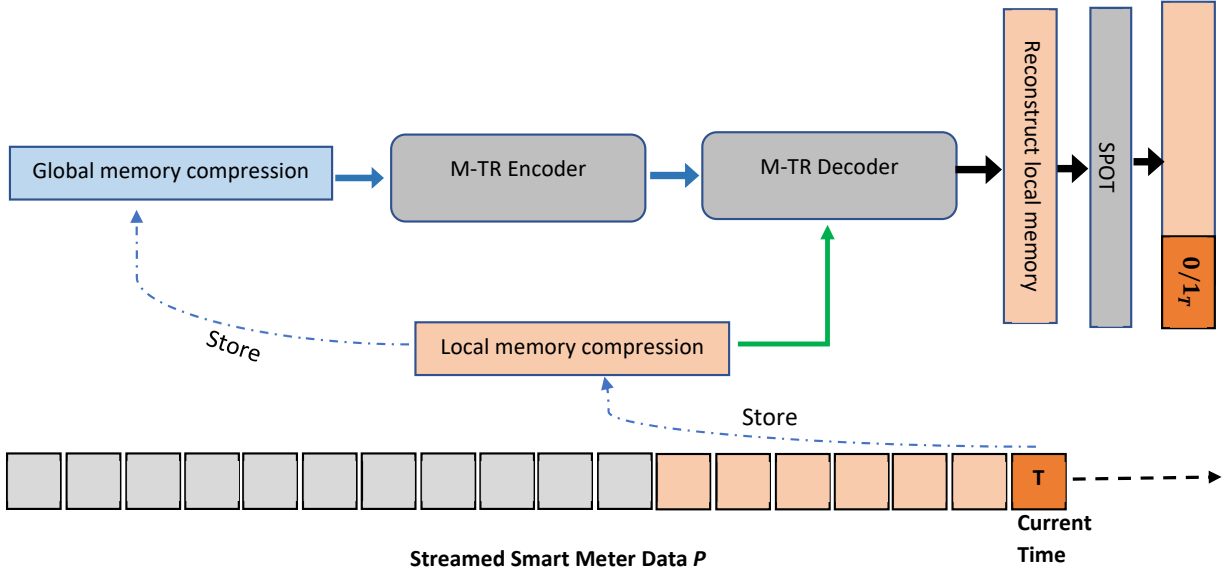 Global memory compression
M-TR Encoder
M-TR Decoder
Reconstruct local memory
SPOT
0/1T
Store
Local memory compression
Store
T
Current
Time
Streamed Smart Meter Data P